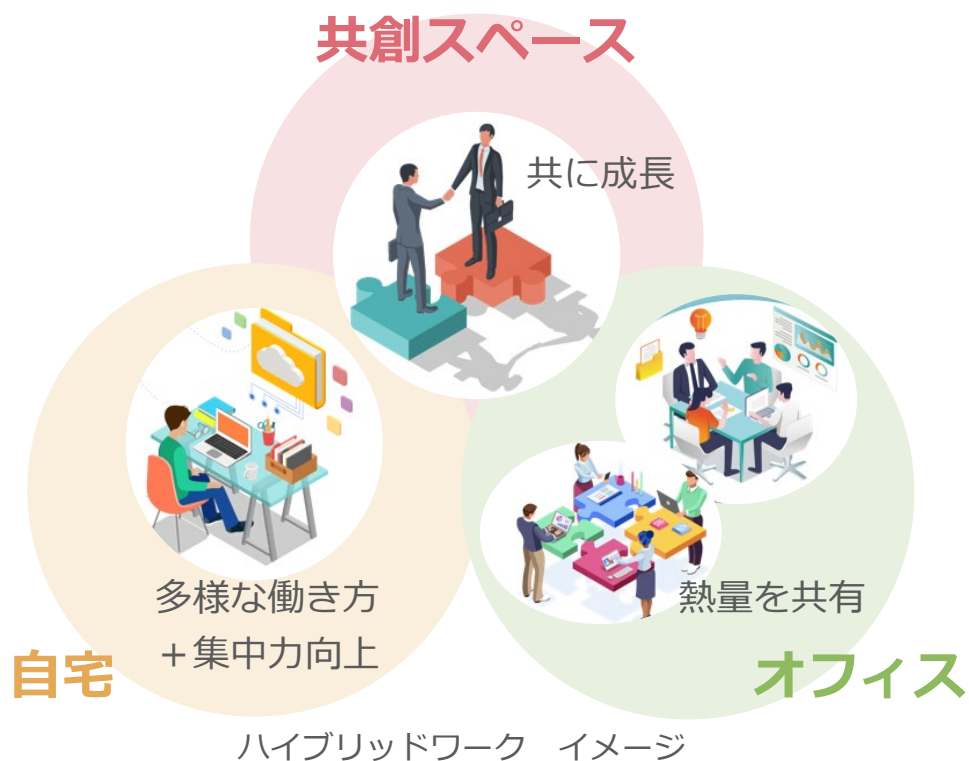 共創スペース
共に成長
多様な働き方
＋集中力向上
自宅
熱量を共有
オフィス
ハイブリッドワーク　イメージ